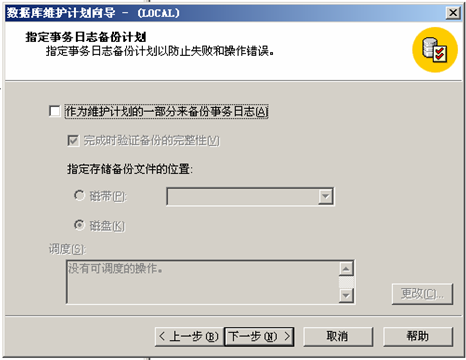 数据库维护计划向导 - (LOCAL)
指定事务日志备份计划
指定事务日志备份计划以防止失败和操作错误。
作为维护计划的一部分来备份事务日志(A)
完成时验证备份的完整性(V)
指定存储备份文件的位置:
磁带(P):
磁盘(K)
调度(S):
没有可调度的操作。
更改(C)...
< 上一步(B) 下一步(N) > 取消 帮助